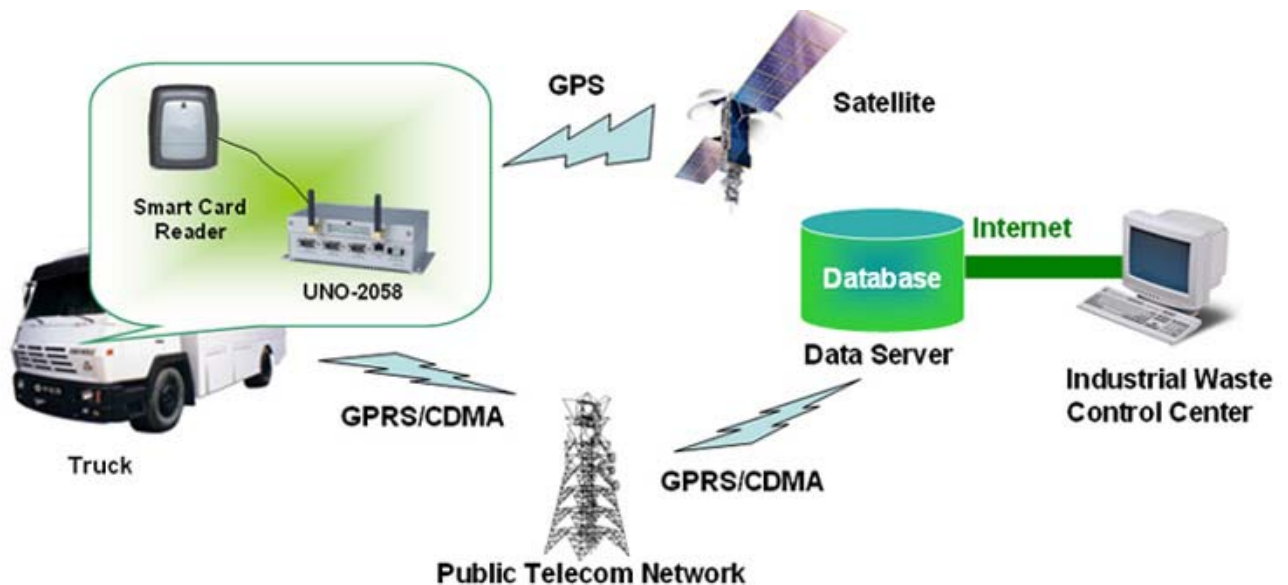 GPS
Satellite
Smart Card
Reader
UNO-2058
Internet
Database
Data Server
Industrial Waste
Control Center
GPRS/CDMA
Truck
GPRS/CDMA
Public Telecom Network